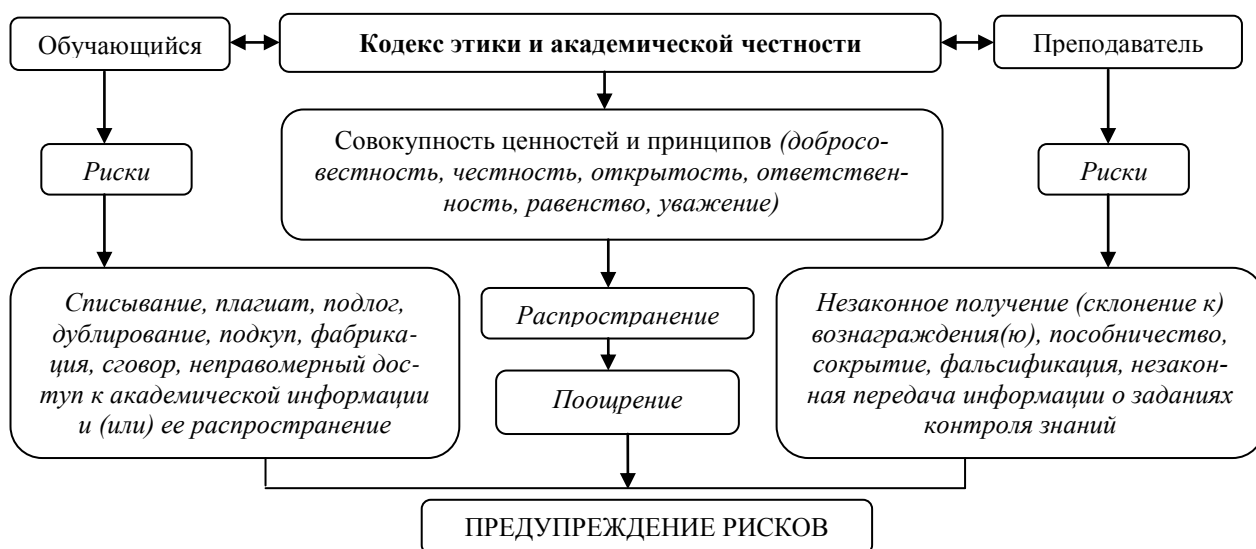 Обучающийся
Кодекс этики и академической честности
Преподаватель
Риски
Совокупность ценностей и принципов (добросо-
вестность, честность, открытость, ответствен-
ность, равенство, уважение)
Риски
Списывание, плагиат, подлог,
дублирование, подкуп, фабрика-
ция, сговор, неправомерный дос-
туп к академической информации
и (или) ее распространение
Распространение
Поощрение
Незаконное получение (склонение к)
вознаграждения(ю), пособничество,
сокрытие, фальсификация, незакон-
ная передача информации о заданиях
контроля знаний
ПРЕДУПРЕЖДЕНИЕ РИСКОВ